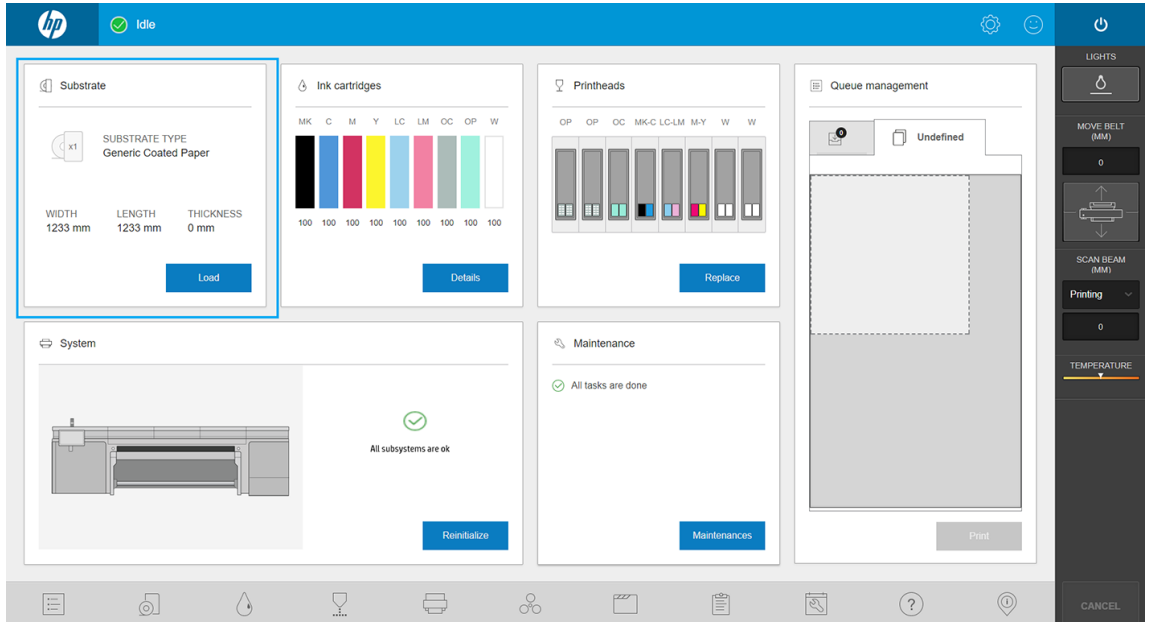 hp
Idle
Substrate
x1
SUBSTRATE TYPE
Generic Coated Paper
WIDTH LENGTH THICKNESS
1233 mm 1233 mm 0 mm
Load
Ink cartridges
MK C M Y LC LM OC OP W
100 100 100 100 100 100 100 100 100
Details
Printheads
OP OP OC MK-C LC-LM M-Y W W
Replace
Queue management
0
Undefined
Print
System
All subsystems are ok
Reinitialize
Maintenance
All tasks are done
Maintenances
LIGHTS
MOVE BELT
(MM)
0
SCAN BEAM
(MM)
Printing
0
TEMPERATURE
?
CANCEL